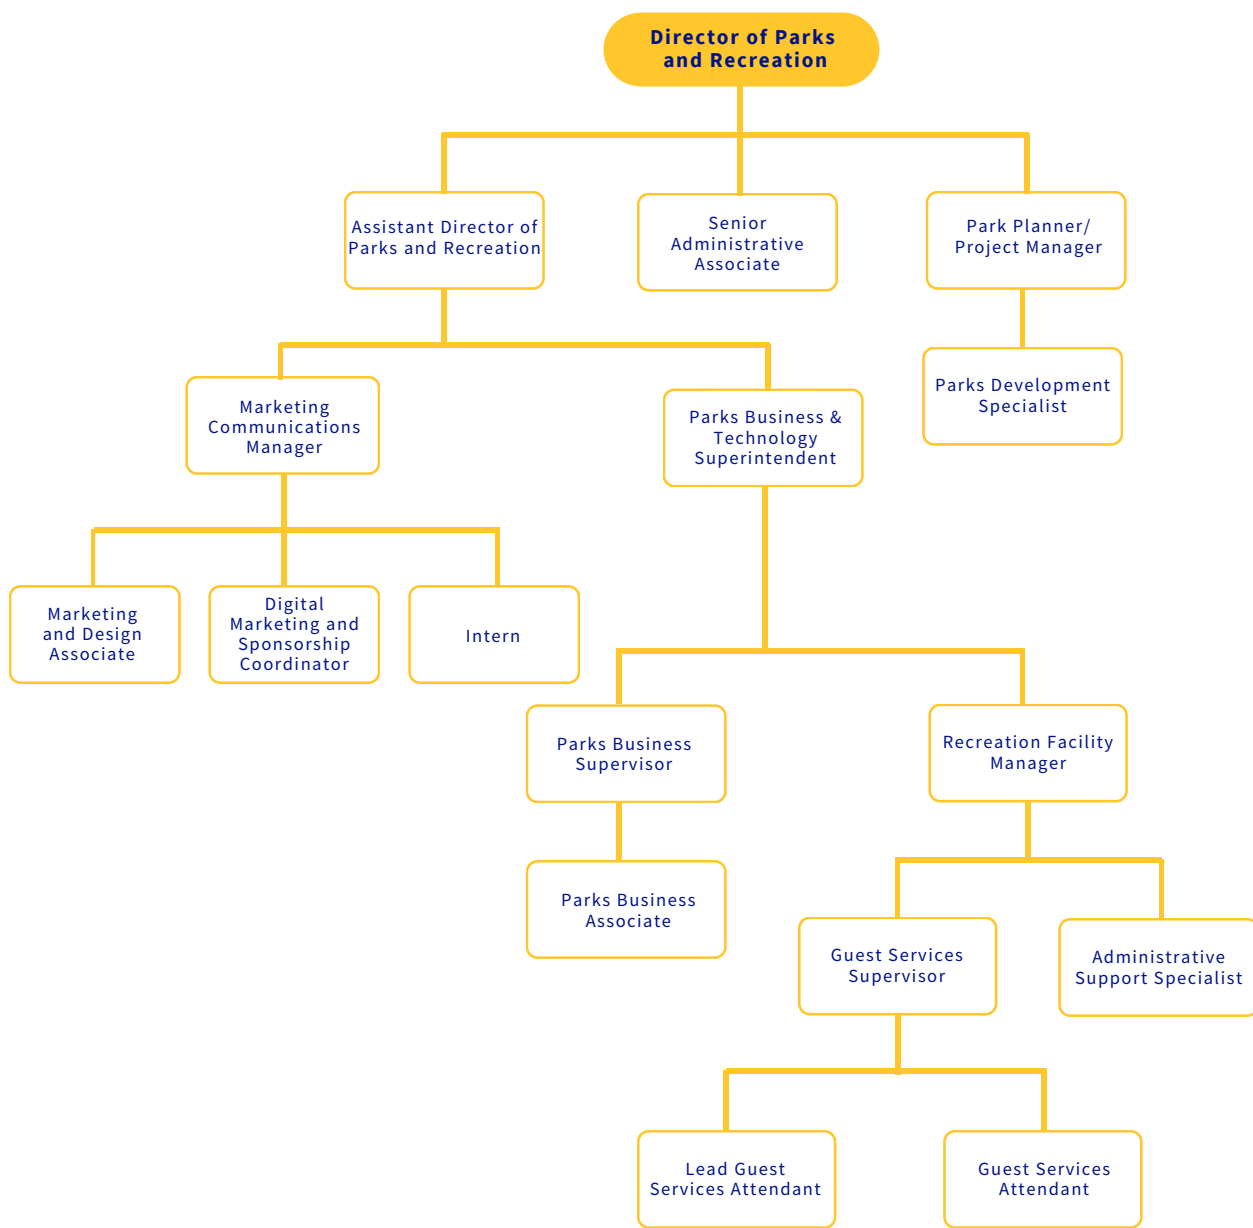 Director of Parks
and Recreation
Assistant Director of
Parks and Recreation
Senior
Administrative
Associate
Park Planner/
Project Manager
Parks Development
Specialist
Marketing
Communications
Manager
Parks Business &
Technology
Superintendent
Marketing
and Design
Associate
Digital
Marketing and
Sponsorship
Coordinator
Intern
Parks Business
Supervisor
Recreation Facility
Manager
Parks Business
Associate
Guest Services
Supervisor
Administrative
Support Specialist
Lead Guest
Services Attendant
Guest Services
Attendant